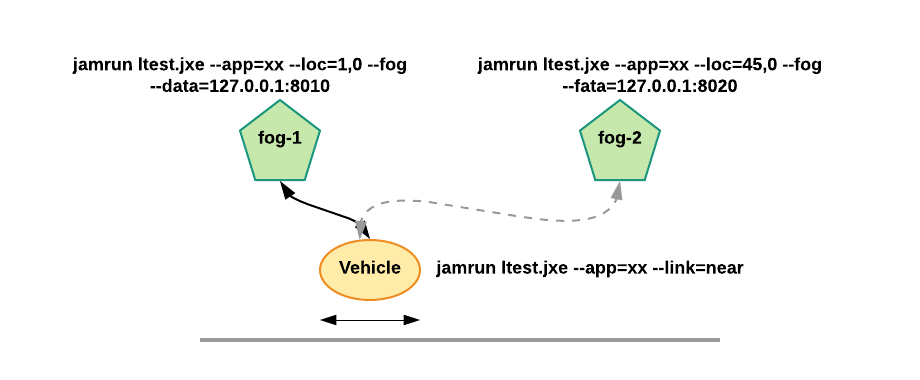 jamrun ltest.jxe --app=xx --loc=1,0 --fog
--data=127.0.0.1:8010
jamrun ltest.jxe --app=xx --loc=45,0 --fog
--fata=127.0.0.1:8020
fog-1
fog-2
Vehicle
jamrun ltest.jxe --app=xx --link=near